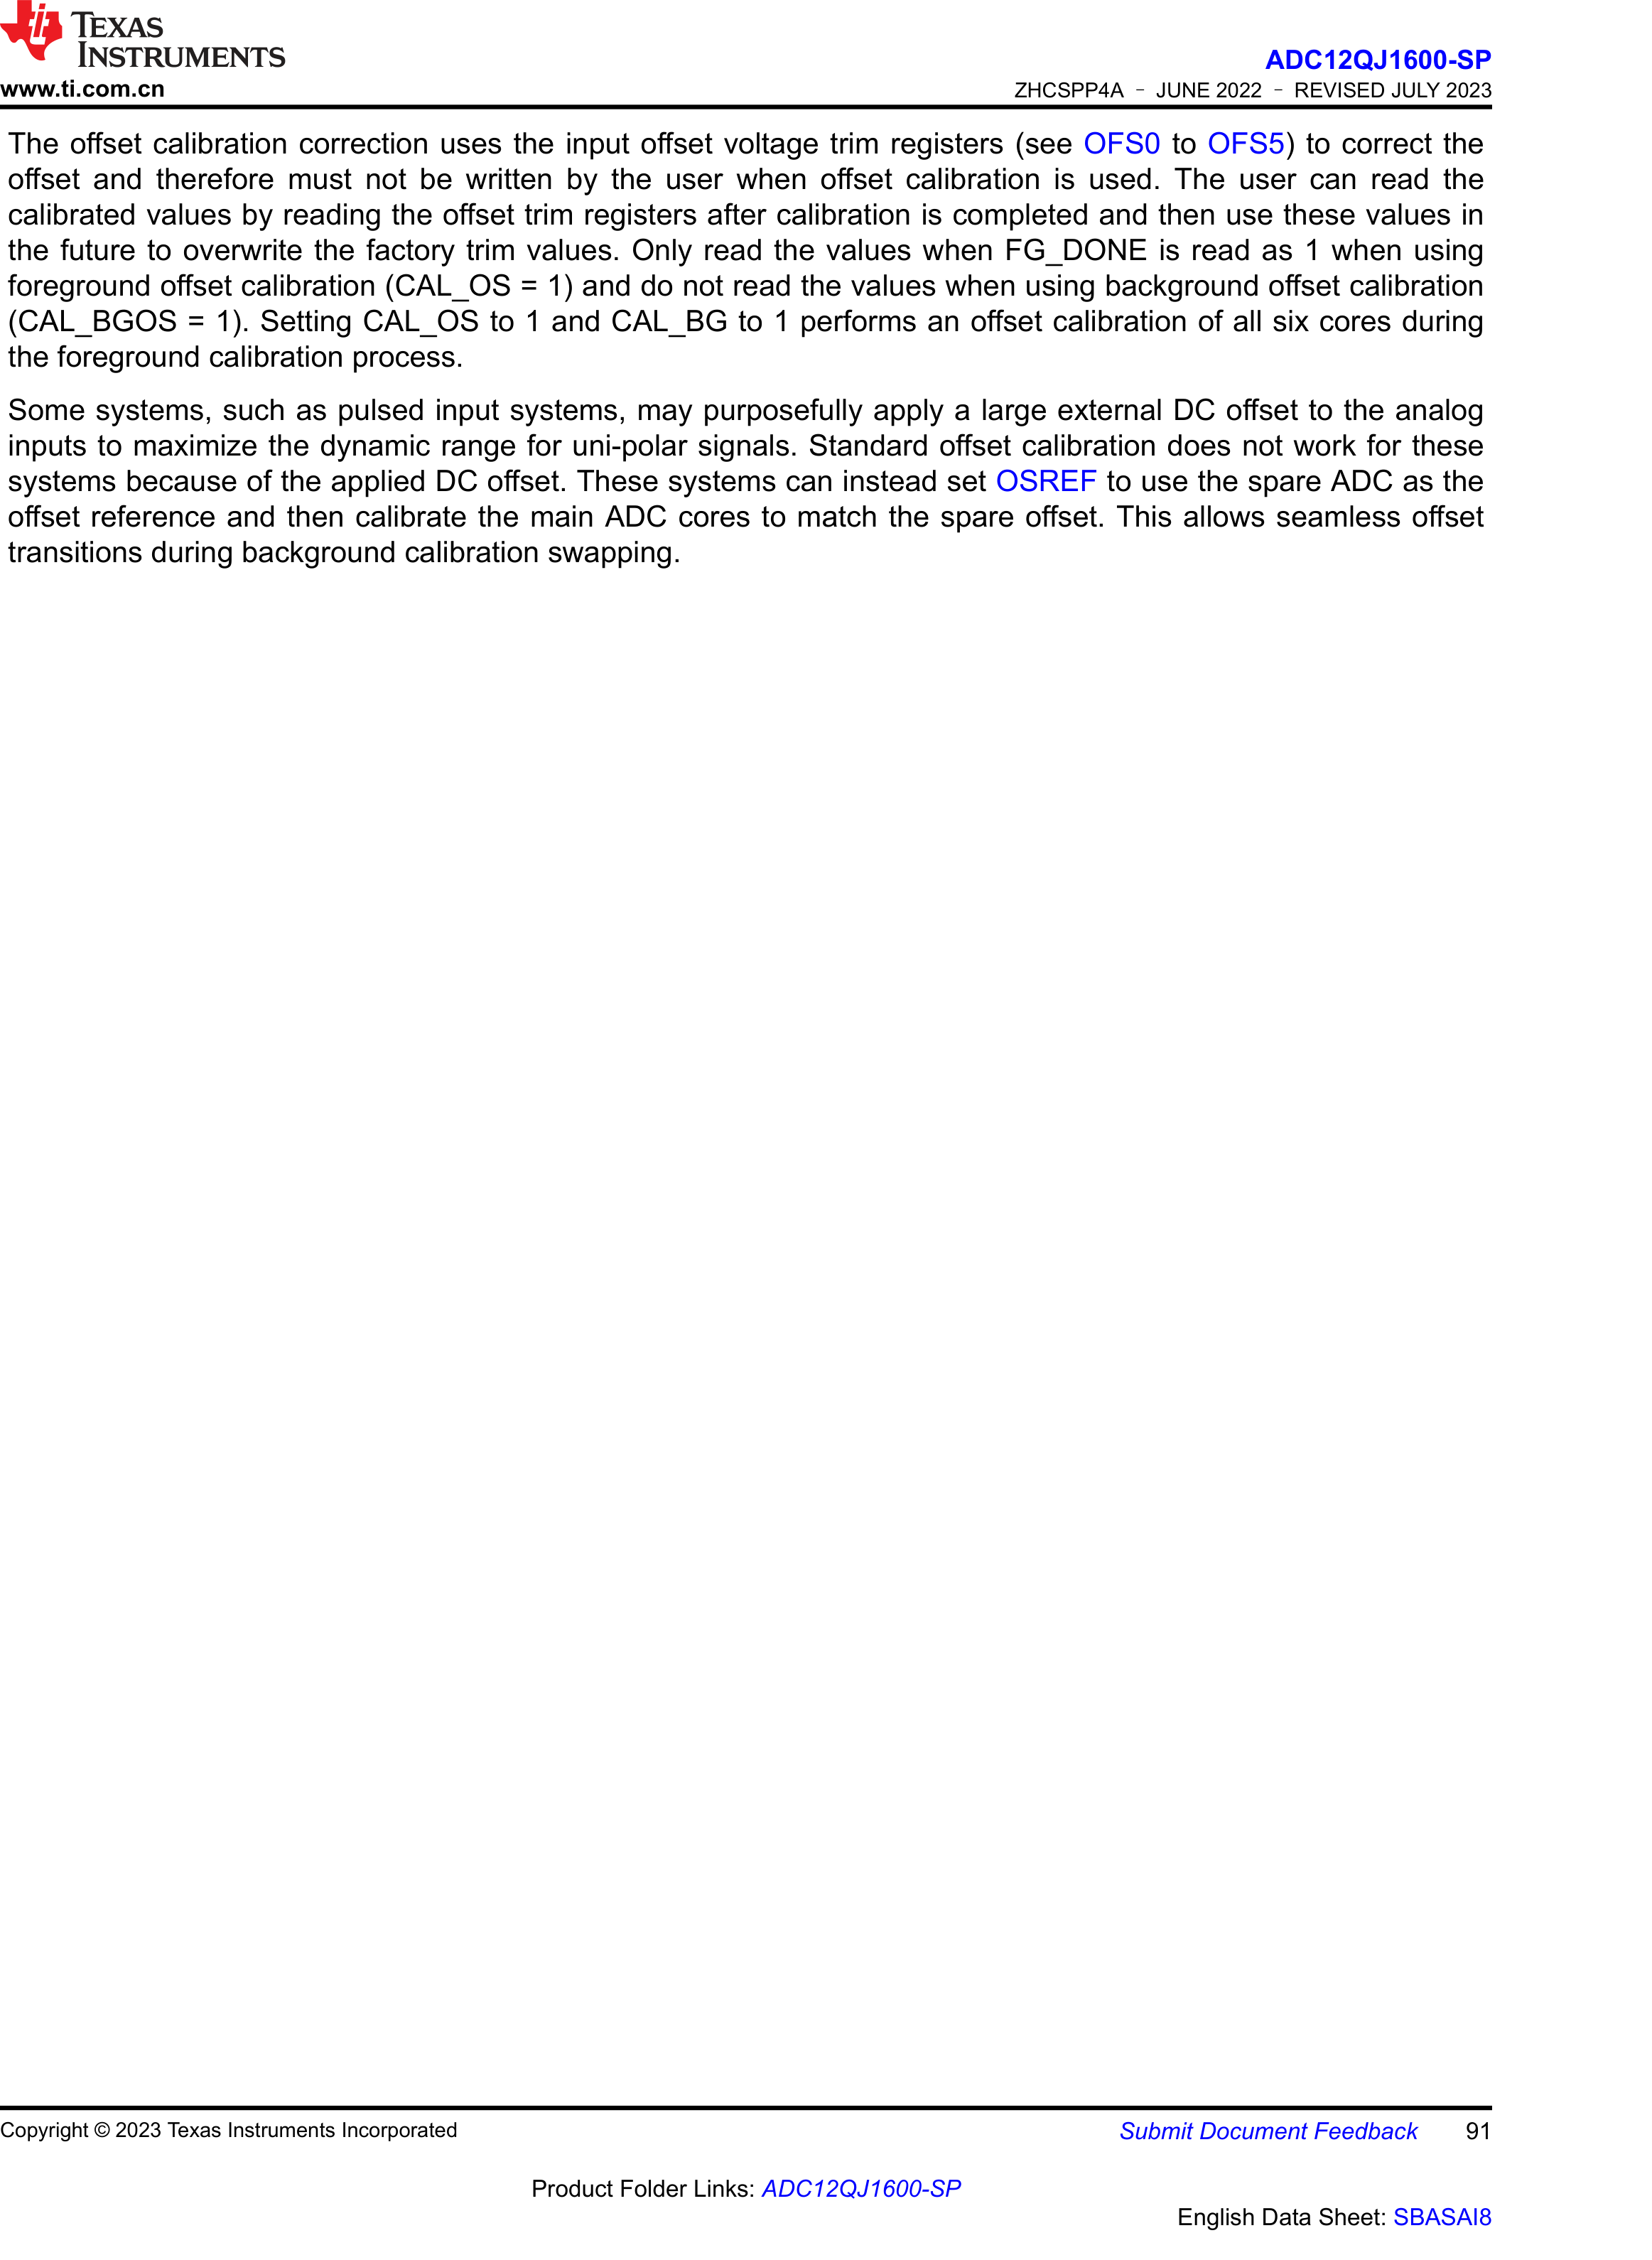 TEXAS
INSTRUMENTS
www.ti.com.cn
ADC12QJ1600-SP
ZHCSPP4A – JUNE 2022 – REVISED JULY 2023
The offset calibration correction uses the input offset voltage trim registers (see OFS0 to OFS5) to correct the
offset and therefore must not be written by the user when offset calibration is used. The user can read the
calibrated values by reading the offset trim registers after calibration is completed and then use these values in
the future to overwrite the factory trim values. Only read the values when FG_DONE is read as 1 when using
foreground offset calibration (CAL_OS = 1) and do not read the values when using background offset calibration
(CAL_BGOS = 1). Setting CAL_OS to 1 and CAL_BG to 1 performs an offset calibration of all six cores during
the foreground calibration process.
Some systems, such as pulsed input systems, may purposefully apply a large external DC offset to the analog
inputs to maximize the dynamic range for uni-polar signals. Standard offset calibration does not work for these
systems because of the applied DC offset. These systems can instead set OSREF to use the spare ADC as the
offset reference and then calibrate the main ADC cores to match the spare offset. This allows seamless offset
transitions during background calibration swapping.
Copyright © 2023 Texas Instruments Incorporated
Submit Document Feedback 91
Product Folder Links: ADC12QJ1600-SP
English Data Sheet: SBASAI8